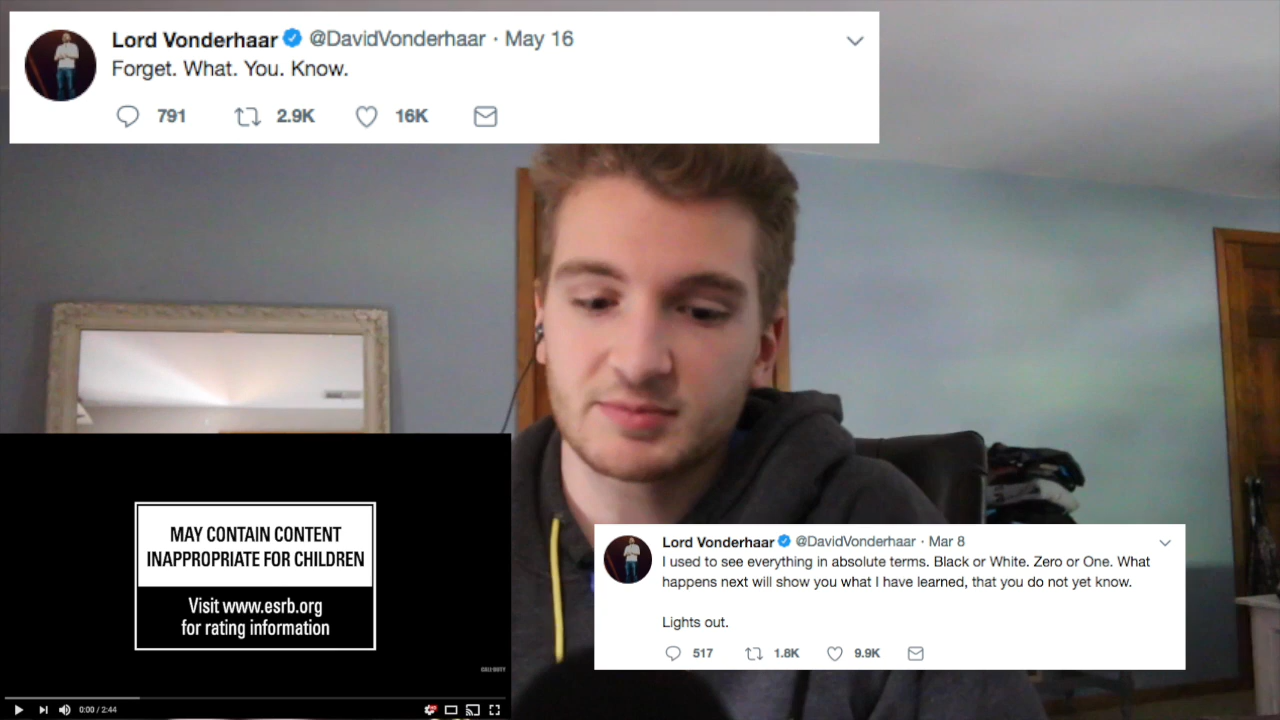 Lord Vonderhaar @DavidVonderhaar · May 16
Forget. What. You. Know.
791 2.9K 16K
MAY CONTAIN CONTENT
INAPPROPRIATE FOR CHILDREN
Visit www.esrb.org
for rating information
CALL OF DUTY
0:00 / 2:44
Lord Vonderhaar @DavidVonderhaar · Mar 8
I used to see everything in absolute terms. Black or White. Zero or One. What
happens next will show you what I have learned, that you do not yet know.
Lights out.
517 1.8K 9.9K